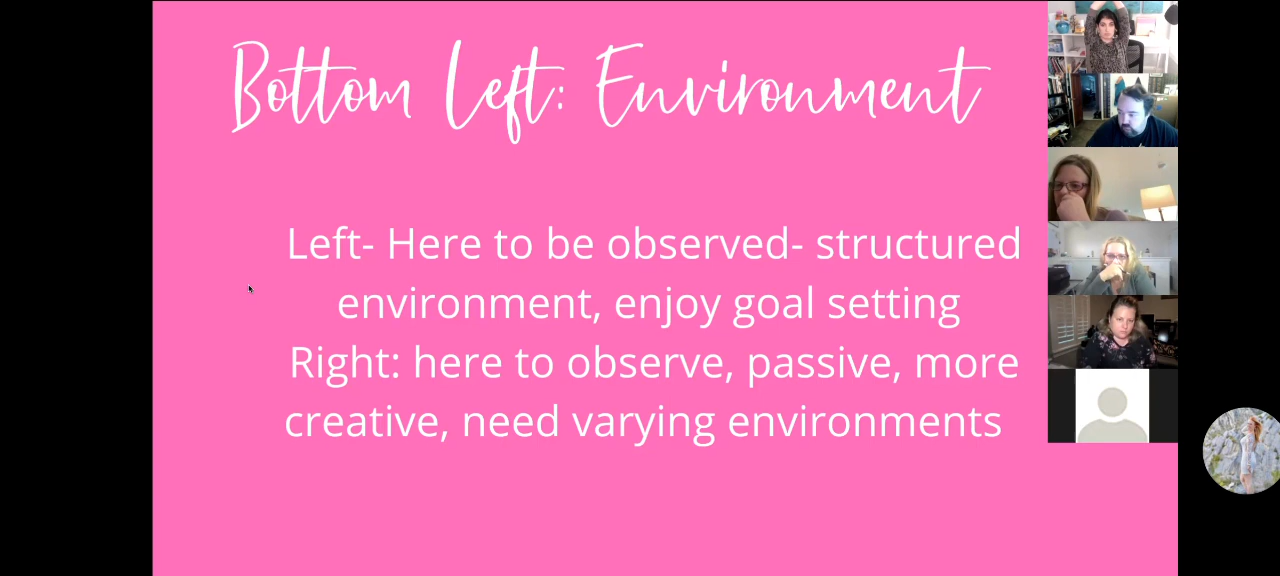 Bottom Left: Environment
Left- Here to be observed- structured
environment, enjoy goal setting
Right: here to observe, passive, more
creative, need varying environments